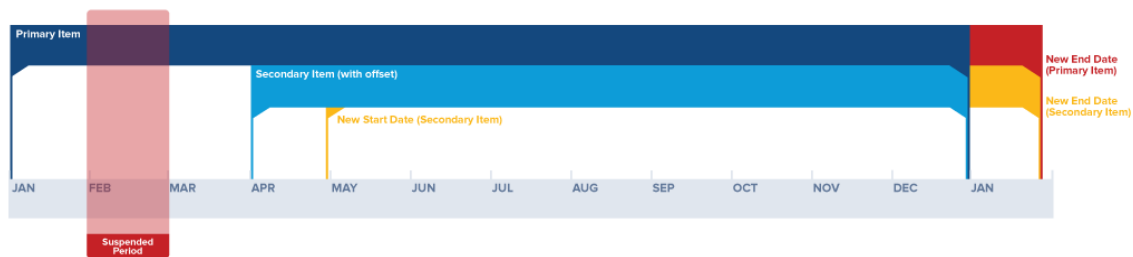 Primary Item
Secondary Item (with offset)
New Start Date (Secondary Item)
New End Date
(Primary Item)
New End Date
(Secondary Item)
JAN FEB MAR APR MAY JUN JUL AUG SEP OCT NOV DEC JAN
Suspended
Period